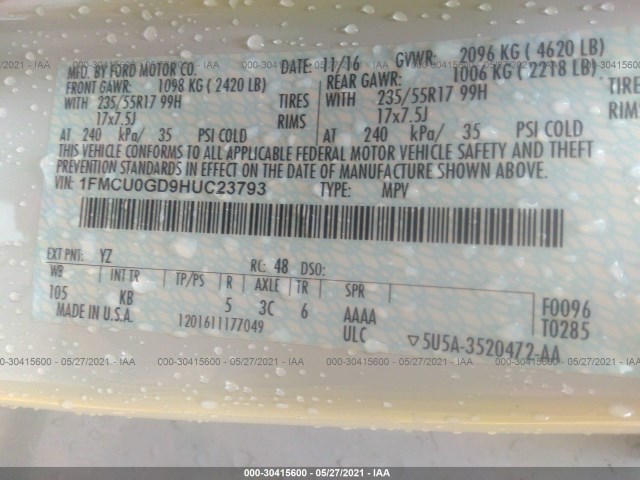 MFD. BY FORD MOTOR CO. DATE: 11/16 GVWR: 2096 KG ( 4620 LB)
FRONT GAWR: 1098 KG ( 2420 LB) REAR GAWR: 1006 KG ( 2218 LB)
WITH 235/55R17 99H TIRES WITH 235/55R17 99H TIRES
17x7.5J RIMS 17x7.5J RIMS
AT 240 kPa/ 35 PSI COLD AT 240 kPa/ 35 PSI COLD
THIS VEHICLE CONFORMS TO ALL APPLICABLE FEDERAL MOTOR VEHICLE SAFETY AND THEFT
PREVENTION STANDARDS IN EFFECT ON THE DATE OF MANUFACTURE SHOWN ABOVE.
VIN: 1FMCU0GD9HUC23793 TYPE: MPV
EXT PNT: YZ RC: 48 DSO:
WB INT TR TP/PS R AXLE TR SPR
105 KB 5 3C 6 AAAA F0096
MADE IN U.S.A. 1201611177049 ULC T0285
▽5U5A-3520472-AA
000-30415600 - 05/27/2021 - IAA